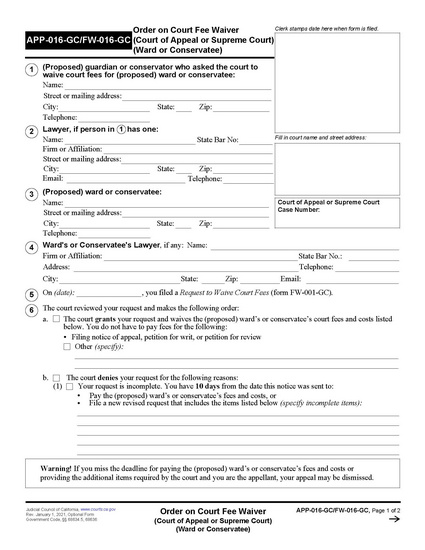 APP-016-GC/FW-016-GC
Order on Court Fee Waiver
(Court of Appeal or Supreme Court)
(Ward or Conservatee)
Clerk stamps date here when form is filed.
1 (Proposed) guardian or conservator who asked the court to
waive court fees for (proposed) ward or conservatee:
Name:
Street or mailing address:
City: State: Zip:
Telephone:
2 Lawyer, if person in 1 has one:
Name: State Bar No:
Firm or Affiliation:
Street or mailing address:
City: State: Zip:
Email: Telephone:
Fill in court name and street address:
3 (Proposed) ward or conservatee:
Name:
Street or mailing address:
City: State: Zip:
Telephone:
Court of Appeal or Supreme Court
Case Number:
4 Ward's or Conservatee's Lawyer, if any: Name:
Firm or Affiliation: State Bar No.:
Address: Telephone:
City: State: Zip: Email:
5 On (date): , you filed a Request to Waive Court Fees (form FW-001-GC).
6 The court reviewed your request and makes the following order:
a. The court grants your request and waives the (proposed) ward's or conservatee's court fees and costs listed
below. You do not have to pay fees for the following:
• Filing notice of appeal, petition for writ, or petition for review
Other (specify):
b. The court denies your request for the following reasons:
(1) Your request is incomplete. You have 10 days from the date this notice was sent to:
• Pay the (proposed) ward's or conservatee's fees and costs, or
• File a new revised request that includes the items listed below (specify incomplete items):
Warning! If you miss the deadline for paying the (proposed) ward's or conservatee's fees and costs or
providing the additional items required by the court and you are the appellant, your appeal may be dismissed.
Judicial Council of California, www.courts.ca.gov
Rev. January 1, 2021, Optional Form
Government Code, §§ 68634.5, 68636
Order on Court Fee Waiver
(Court of Appeal or Supreme Court)
(Ward or Conservatee)
APP-016-GC/FW-016-GC, Page 1 of 2